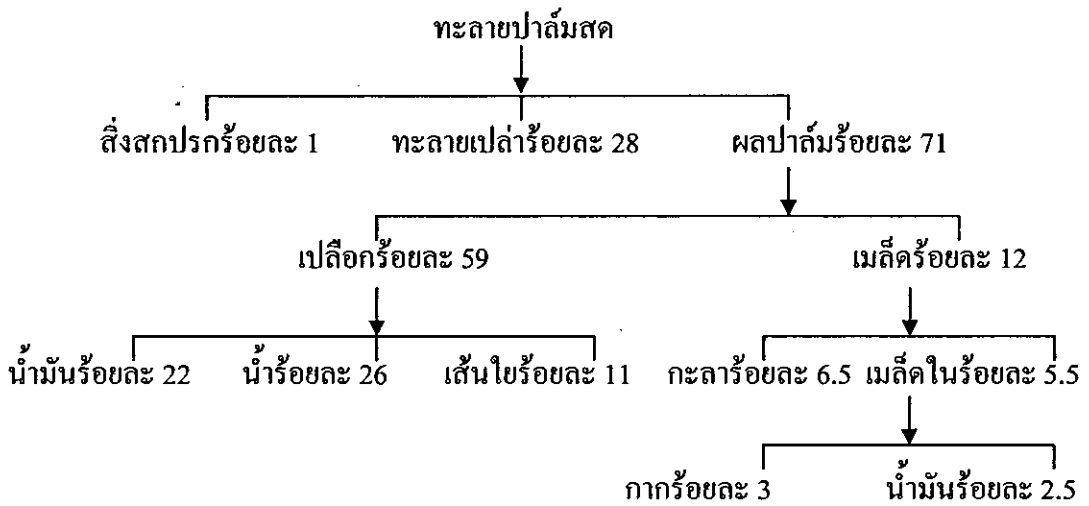 ทะลายปาล์มสด
สิ่งสกปรกร้อยละ 1 ทะลายเปล่าร้อยละ 28 ผลปาล์มร้อยละ 71
เปลือกร้อยละ 59 เมล็ดร้อยละ 12
น้ำมันร้อยละ 22 น้ำร้อยละ 26 เส้นใยร้อยละ 11 กะลาร้อยละ 6.5 เมล็ดในร้อยละ 5.5
กากร้อยละ 3 น้ำมันร้อยละ 2.5